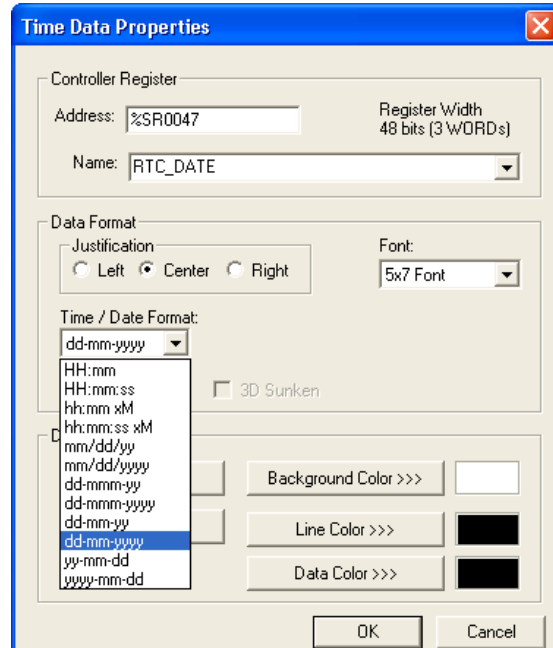 Time Data Properties
Controller Register
Address: %SR0047
Register Width
48 bits (3 WORDs)
Name: RTC_DATE
Data Format
Justification
Left Center Right
Font:
5x7 Font
Time / Date Format:
dd-mm-yyyy
HH:mm
HH:mm:ss
hh:mm xM
hh:mm:ss xM
mm/dd/yy
mm/dd/yyyy
dd-mmm-yy
dd-mmm-yyyy
dd-mm-yy
dd-mm-yyyy
yy-mm-dd
yyyy-mm-dd
3D Sunken
D
Background Color >>>
Line Color >>>
Data Color >>>
OK Cancel